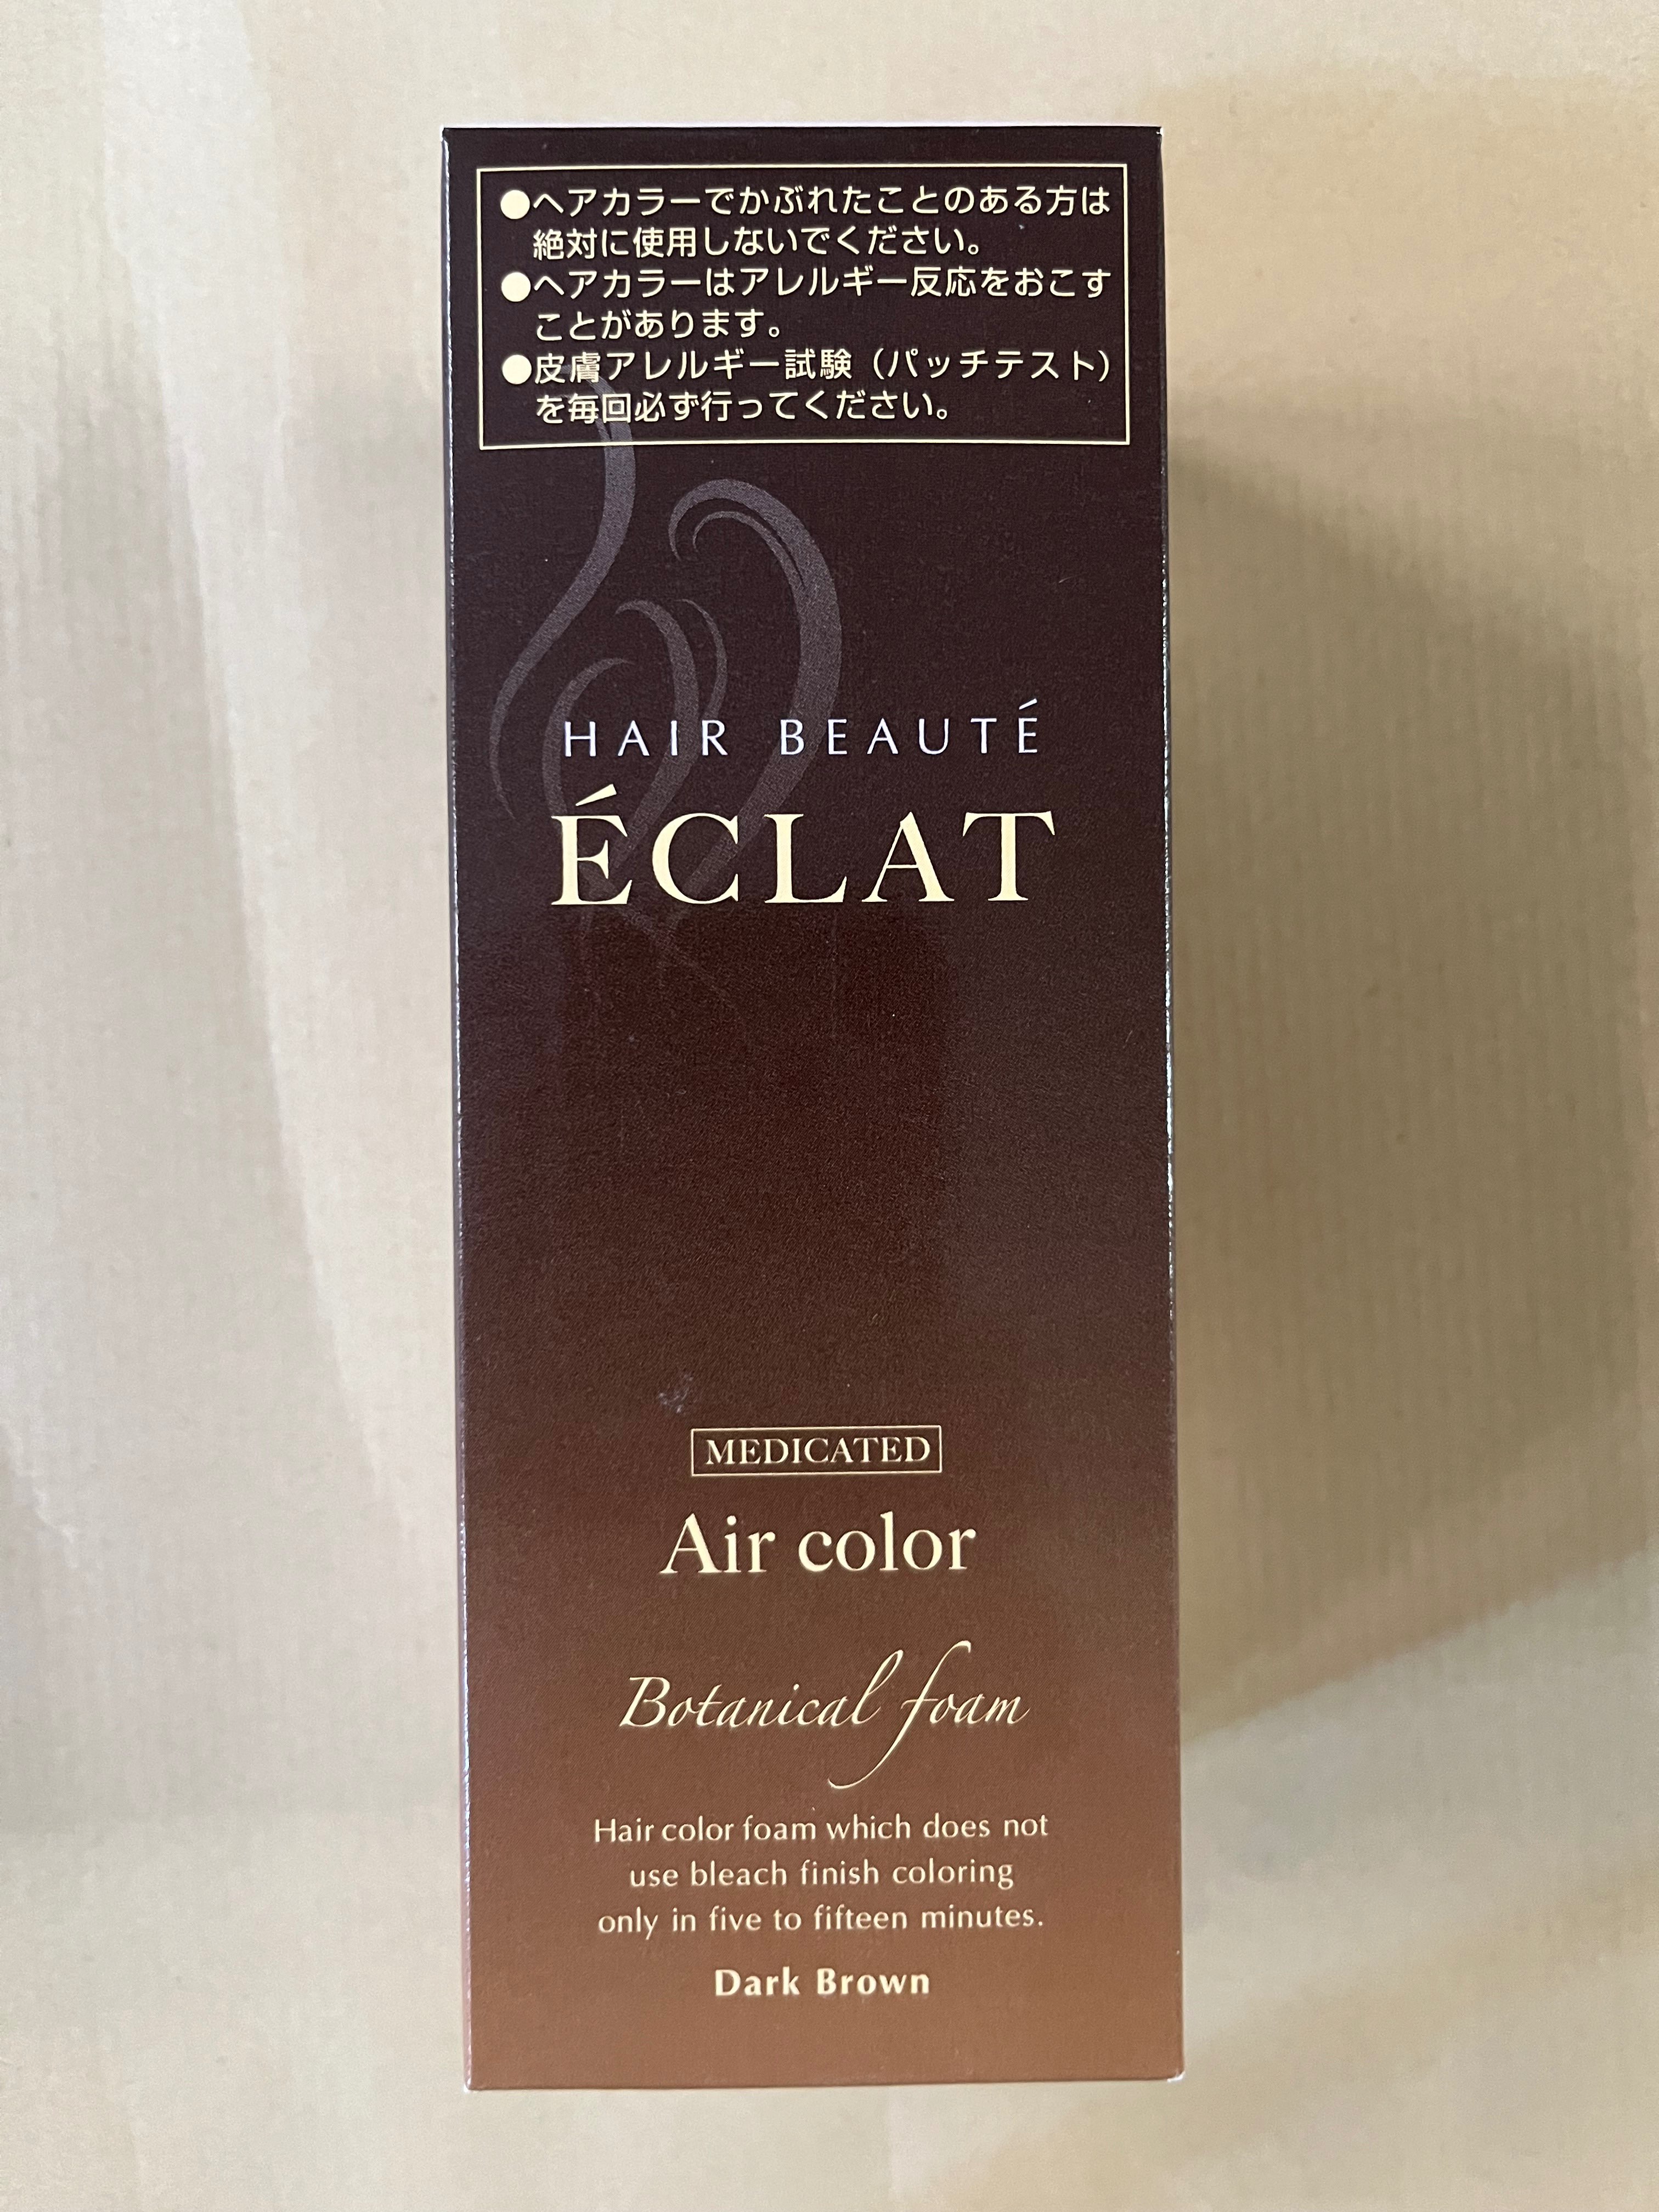 ●ヘアカラーでかぶれたことのある方は
絶対に使用しないでください。
●ヘアカラーはアレルギー反応をおこす
ことがあります。
●皮膚アレルギー試験（パッチテスト）
を毎回必ず行ってください。
HAIR BEAUTÉ
ÉCLAT
MEDICATED
Air color
Botanical foam
Hair color foam which does not
use bleach finish coloring
only in five to fifteen minutes.
Dark Brown